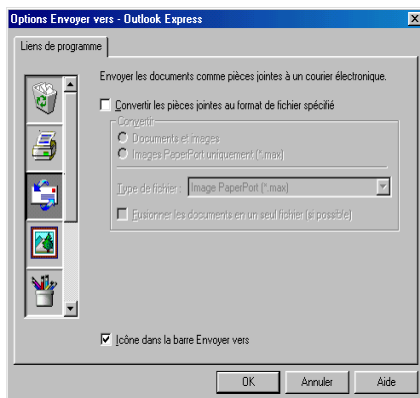 Options Envoyer vers - Outlook Express
Liens de programme
Envoyer les documents comme pièces jointes à un courier électronique.
Convertir les pièces jointes au format de fichier spécifié
Convertir
Documents et images
Images PaperPort uniquement (*.max)
Type de fichier : Image PaperPort (*.max)
Fusionner les documents en un seul fichier (si possible)
Icône dans la barre Envoyer vers
OK Annuler Aide